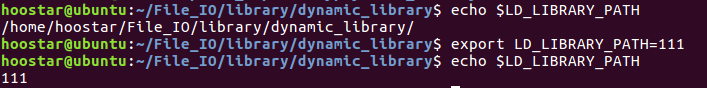 hoostar@ubuntu:~/File_IO/library/dynamic_library$ echo $LD_LIBRARY_PATH
/home/hoostar/File_IO/library/dynamic_library/
hoostar@ubuntu:~/File_IO/library/dynamic_library$ export LD_LIBRARY_PATH=111
hoostar@ubuntu:~/File_IO/library/dynamic_library$ echo $LD_LIBRARY_PATH
111